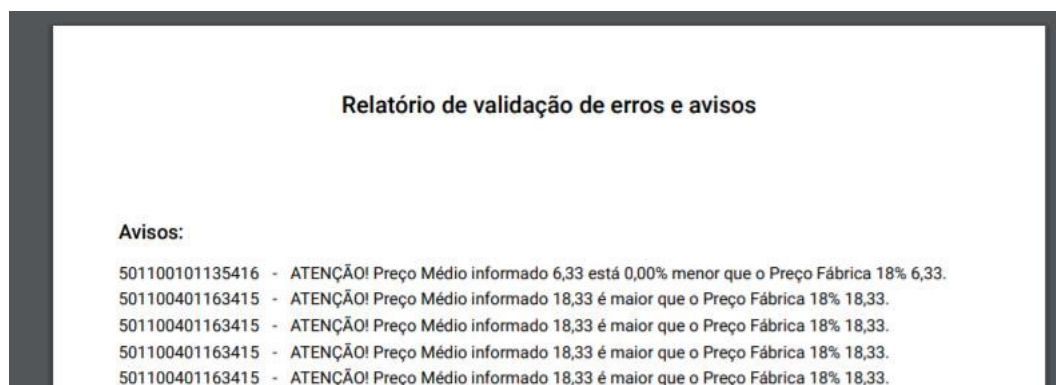 Relatório de validação de erros e avisos
Avisos:
501100101135416 - ATENÇÃO! Preço Médio informado 6,33 está 0,00% menor que o Preço Fábrica 18% 6,33.
501100401163415 - ATENÇÃO! Preço Médio informado 18,33 é maior que o Preço Fábrica 18% 18,33.
501100401163415 - ATENÇÃO! Preço Médio informado 18,33 é maior que o Preço Fábrica 18% 18,33.
501100401163415 - ATENÇÃO! Preço Médio informado 18,33 é maior que o Preço Fábrica 18% 18,33.
501100401163415 - ATENÇÃO! Preço Médio informado 18,33 é maior que o Preço Fábrica 18% 18,33.